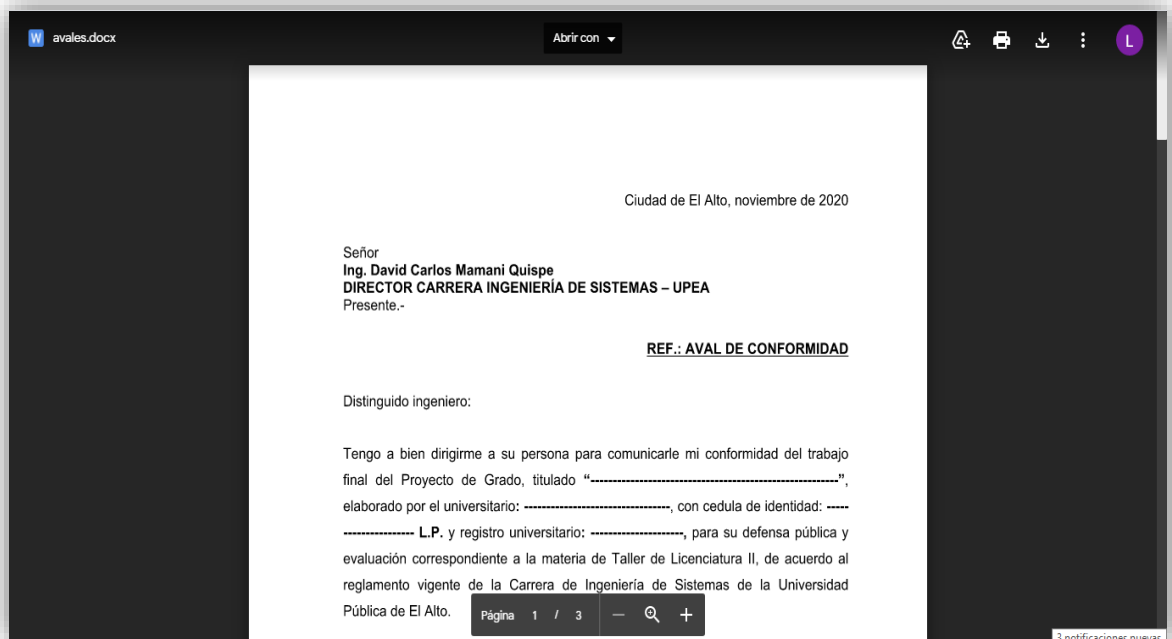 avales.docx
Abrir con
L
Ciudad de El Alto, noviembre de 2020
Señor
Ing. David Carlos Mamani Quispe
DIRECTOR CARRERA INGENIERÍA DE SISTEMAS – UPEA
Presente.-
REF.: AVAL DE CONFORMIDAD
Distinguido ingeniero:
Tengo a bien dirigirme a su persona para comunicarle mi conformidad del trabajo
final del Proyecto de Grado, titulado “--------------------------------------------------------”,
elaborado por el universitario: ---------------------------------, con cedula de identidad: -----
---------------- L.P. y registro universitario: ---------------------, para su defensa pública y
evaluación correspondiente a la materia de Taller de Licenciatura II, de acuerdo al
reglamento vigente de la Carrera de Ingeniería de Sistemas de la Universidad
Pública de El Alto.
Página 1 / 3
3 notificaciones nuevas